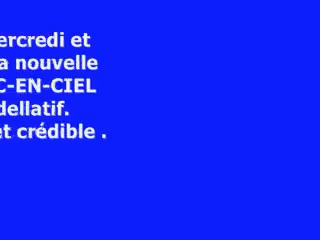 ercredi et
a nouvelle
C-EN-CIEL
dellatif.
et crédible .